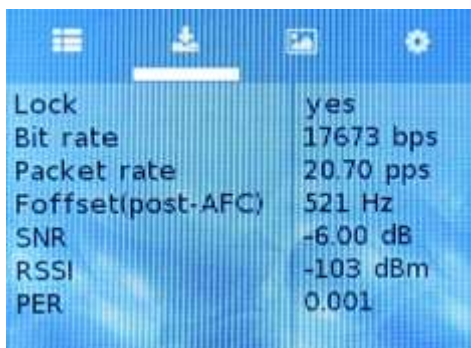 Lock yes
Bit rate 17673 bps
Packet rate 20.70 pps
Foffset(post-AFC) 521 Hz
SNR -6.00 dB
RSSI -103 dBm
PER 0.001